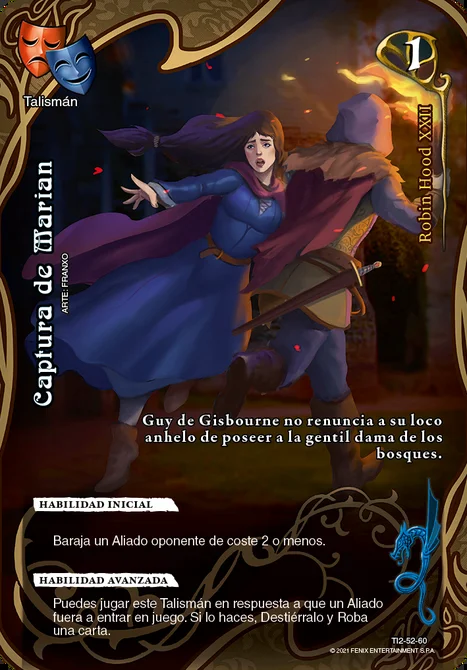 Talismán
1
Captura de Marian
ARTE: FRANXO
Robin Hood XXII
Guy de Gisbourne no renuncia a su loco
anhelo de poseer a la gentil dama de los
bosques.
HABILIDAD INICIAL
Baraja un Aliado oponente de coste 2 o menos.
HABILIDAD AVANZADA
Puedes jugar este Talismán en respuesta a que un Aliado
fuera a entrar en juego. Si lo haces, Destiérralo y Roba
una carta.
TI2-52-60
© 2021 FENIX ENTERTAINMENT S.P.A.